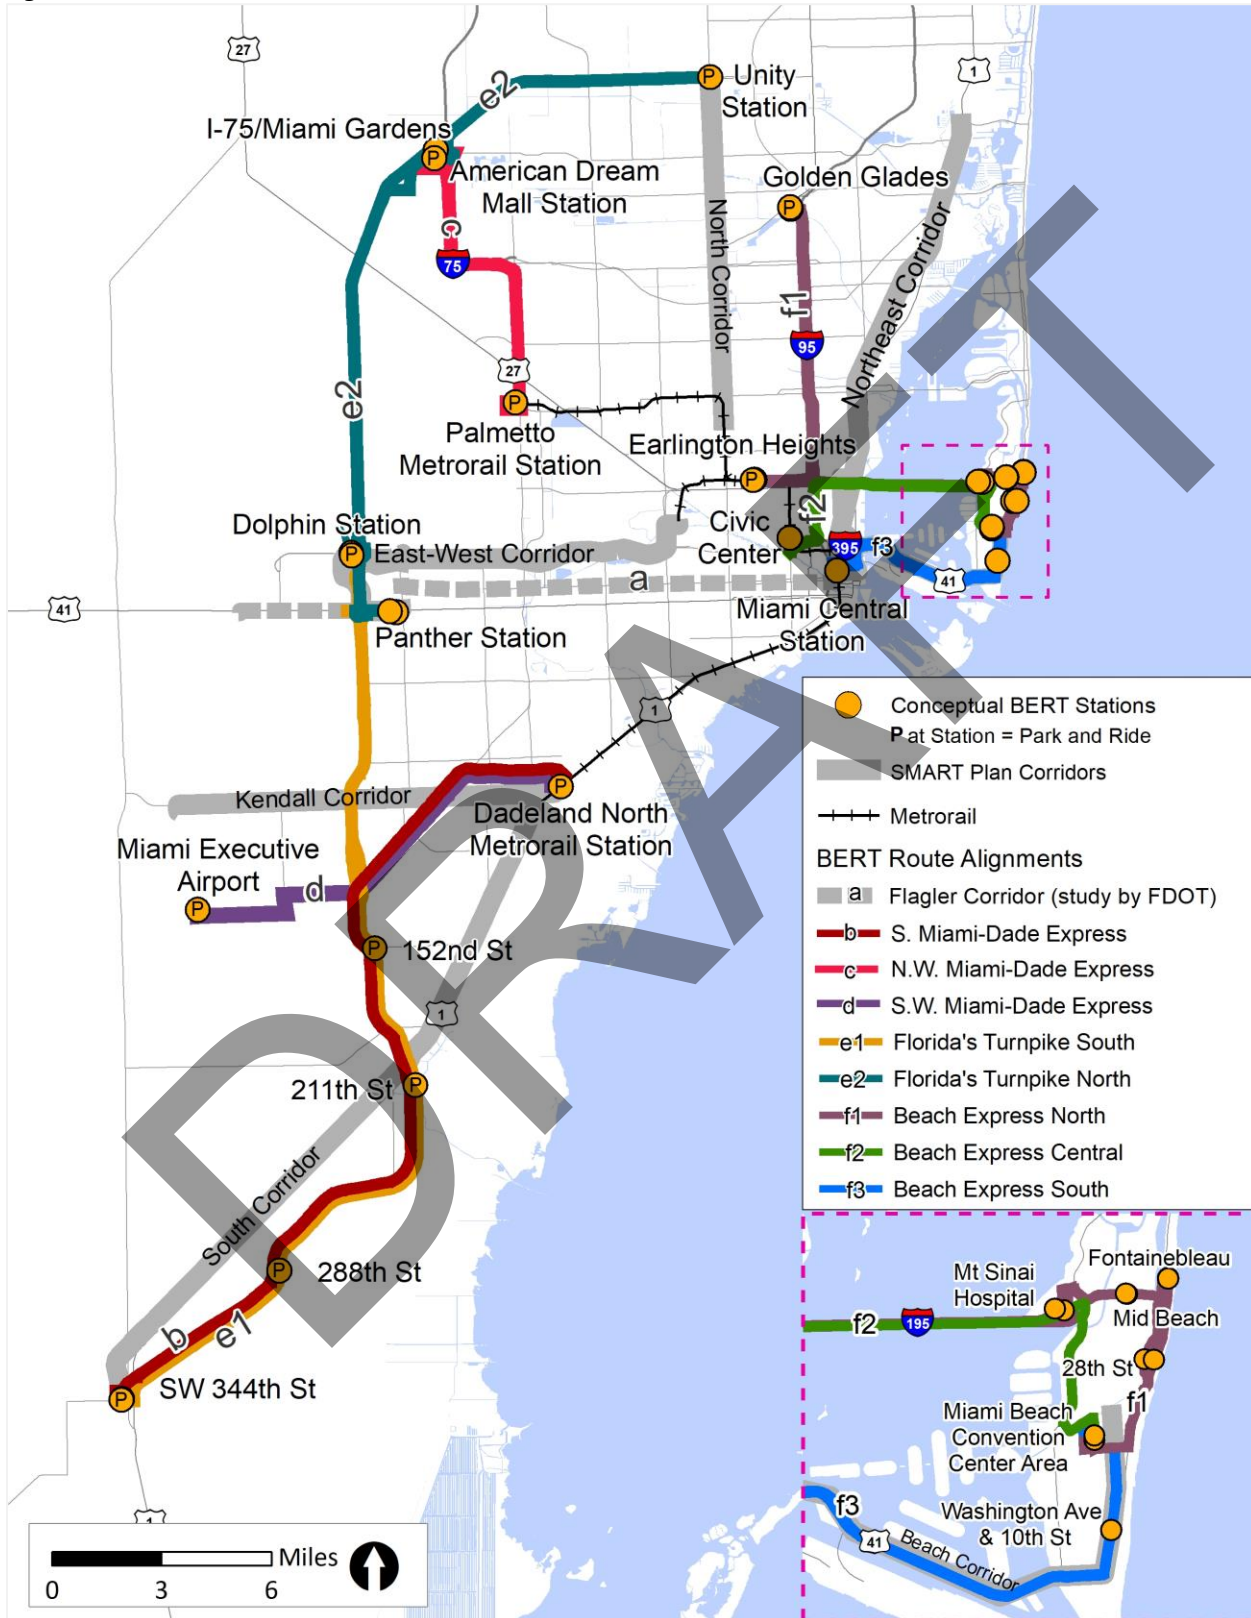 27
1
Unity
Station
e2
I-75/Miami Gardens
American Dream
Mall Station
Golden Glades
c
75
North Corridor
Northeast Corridor
f1
95
27
e2
Palmetto
Metrorail Station
Earlington Heights
Dolphin Station
East-West Corridor
Civic
Center
f2
395
f3
41
a
41
Panther Station
Miami Central
Station
1
Kendall Corridor
Dadeland North
Metrorail Station
Miami Executive
Airport
d
152nd St
1
211th St
South Corridor
288th St
b
e1
SW 344th St
1
P
P
P
P
P
P
P
P
P
P
P
P
P
DRAFT
Conceptual BERT Stations
P at Station = Park and Ride
SMART Plan Corridors
Metrorail
BERT Route Alignments
a Flagler Corridor (study by FDOT)
b S. Miami-Dade Express
c N.W. Miami-Dade Express
d S.W. Miami-Dade Express
e1 Florida's Turnpike South
e2 Florida's Turnpike North
f1 Beach Express North
f2 Beach Express Central
f3 Beach Express South
Fontainebleau
Mt Sinai
Hospital
f2
195
Mid Beach
28th St
f1
Miami Beach
Convention
Center Area
f3
41
Beach Corridor
Washington Ave
& 10th St
Miles
0 3 6